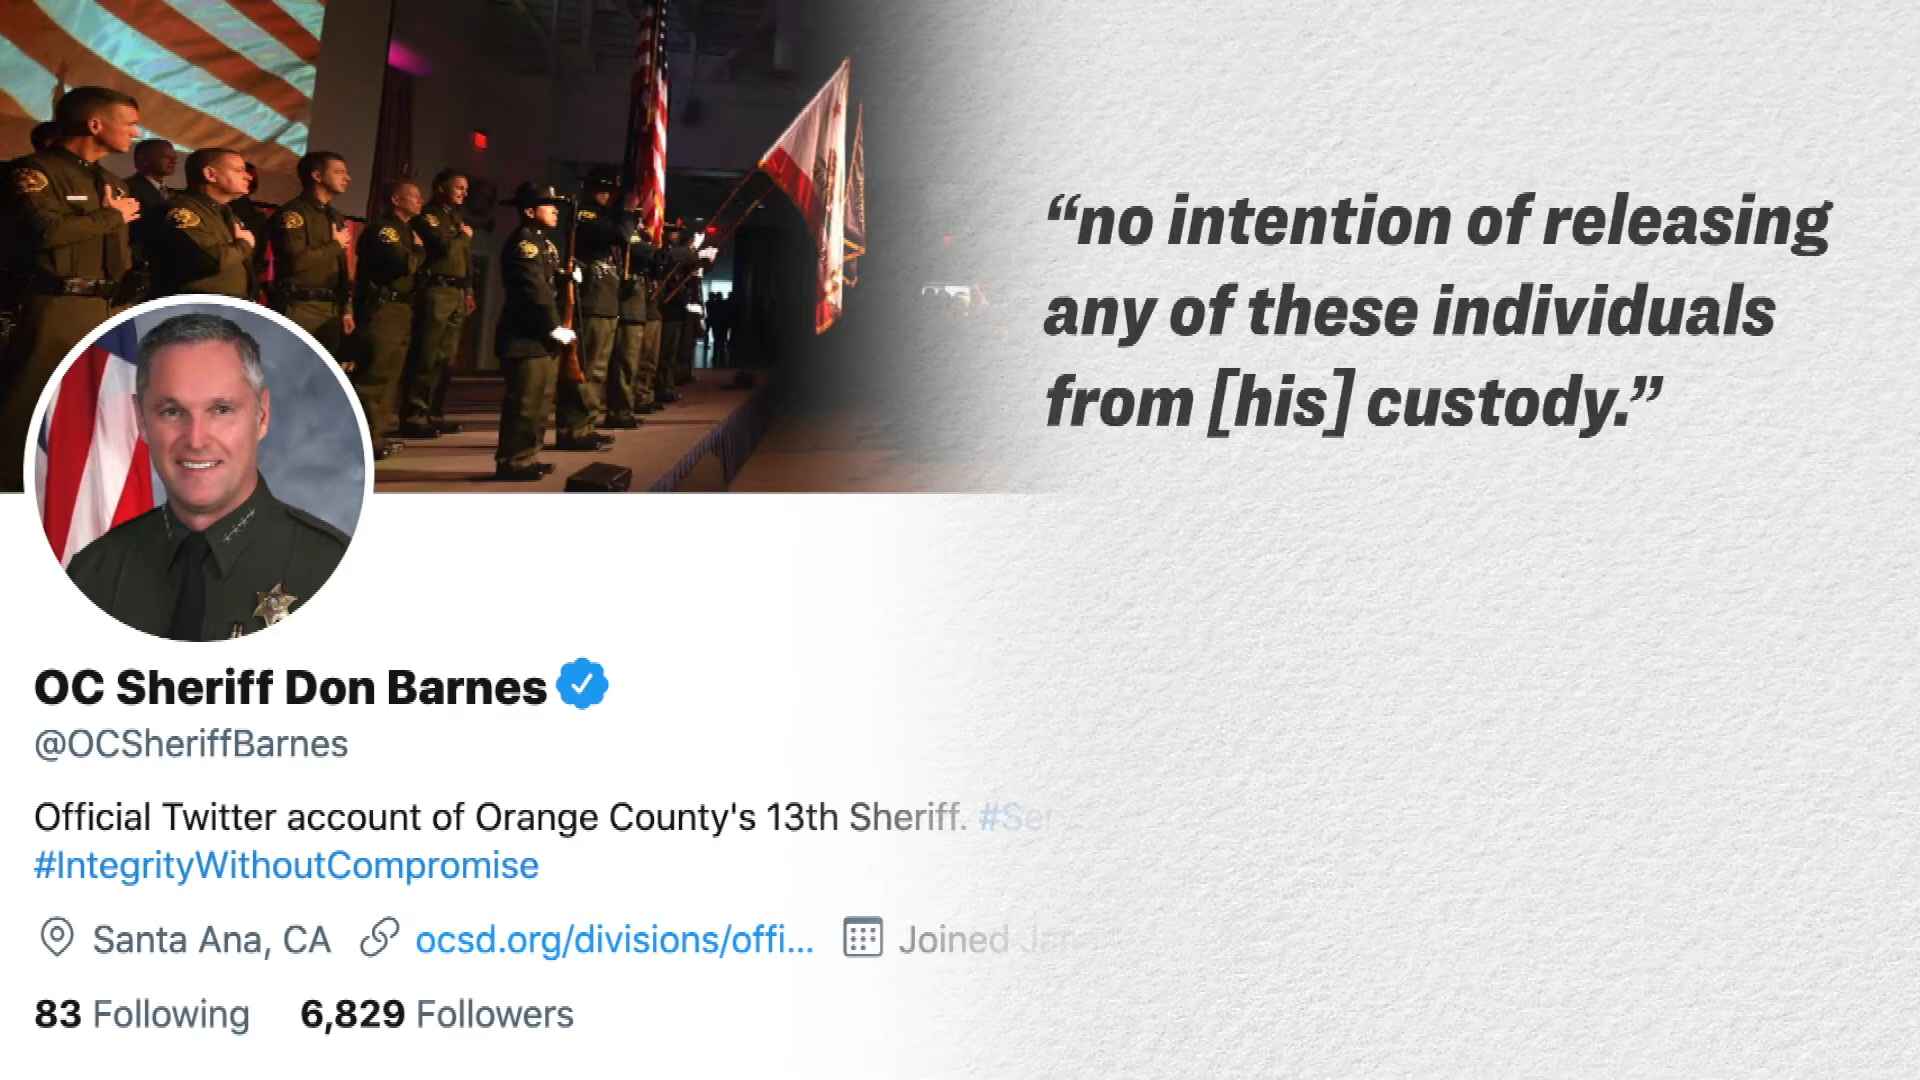 “no intention of releasing
any of these individuals
from [his] custody.”
OC Sheriff Don Barnes
@OCSheriffBarnes
Official Twitter account of Orange County's 13th Sheriff. #Ser
#IntegrityWithoutCompromise
Santa Ana, CA ocsd.org/divisions/offi... Joined Jan
83 Following 6,829 Followers